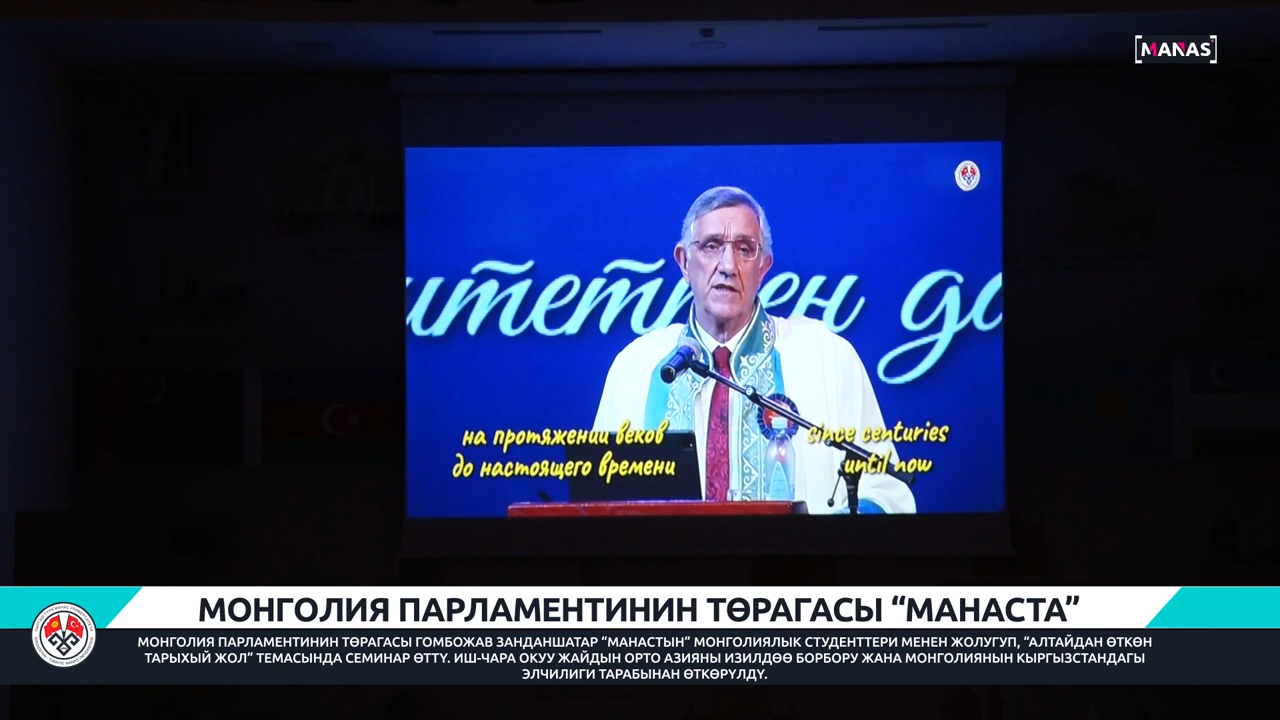 MANAS
итеттен да
на протяжении веков
до настоящего времени
since centuries
until now
МОНГОЛИЯ ПАРЛАМЕНТИНИН ТӨРАГАСЫ “МАНАСТА”
МОНГОЛИЯ ПАРЛАМЕНТИНИН ТӨРАГАСЫ ГОМБОЖАВ ЗАНДАНШАТАР “МАНАСТЫН” МОНГОЛИЯЛЫК СТУДЕНТТЕРИ МЕНЕН ЖОЛУГУП, “АЛТАЙДАН ӨТКӨН
ТАРЫХЫЙ ЖОЛ” ТЕМАСЫНДА СЕМИНАР ӨТТҮ. ИШ-ЧАРА ОКУУ ЖАЙДЫН ОРТО АЗИЯНЫ ИЗИЛДӨӨ БОРБОРУ ЖАНА МОНГОЛИЯНЫН КЫРГЫЗСТАНДАГЫ
ЭЛЧИЛИГИ ТАРАБЫНАН ӨТКӨРҮЛДҮ.